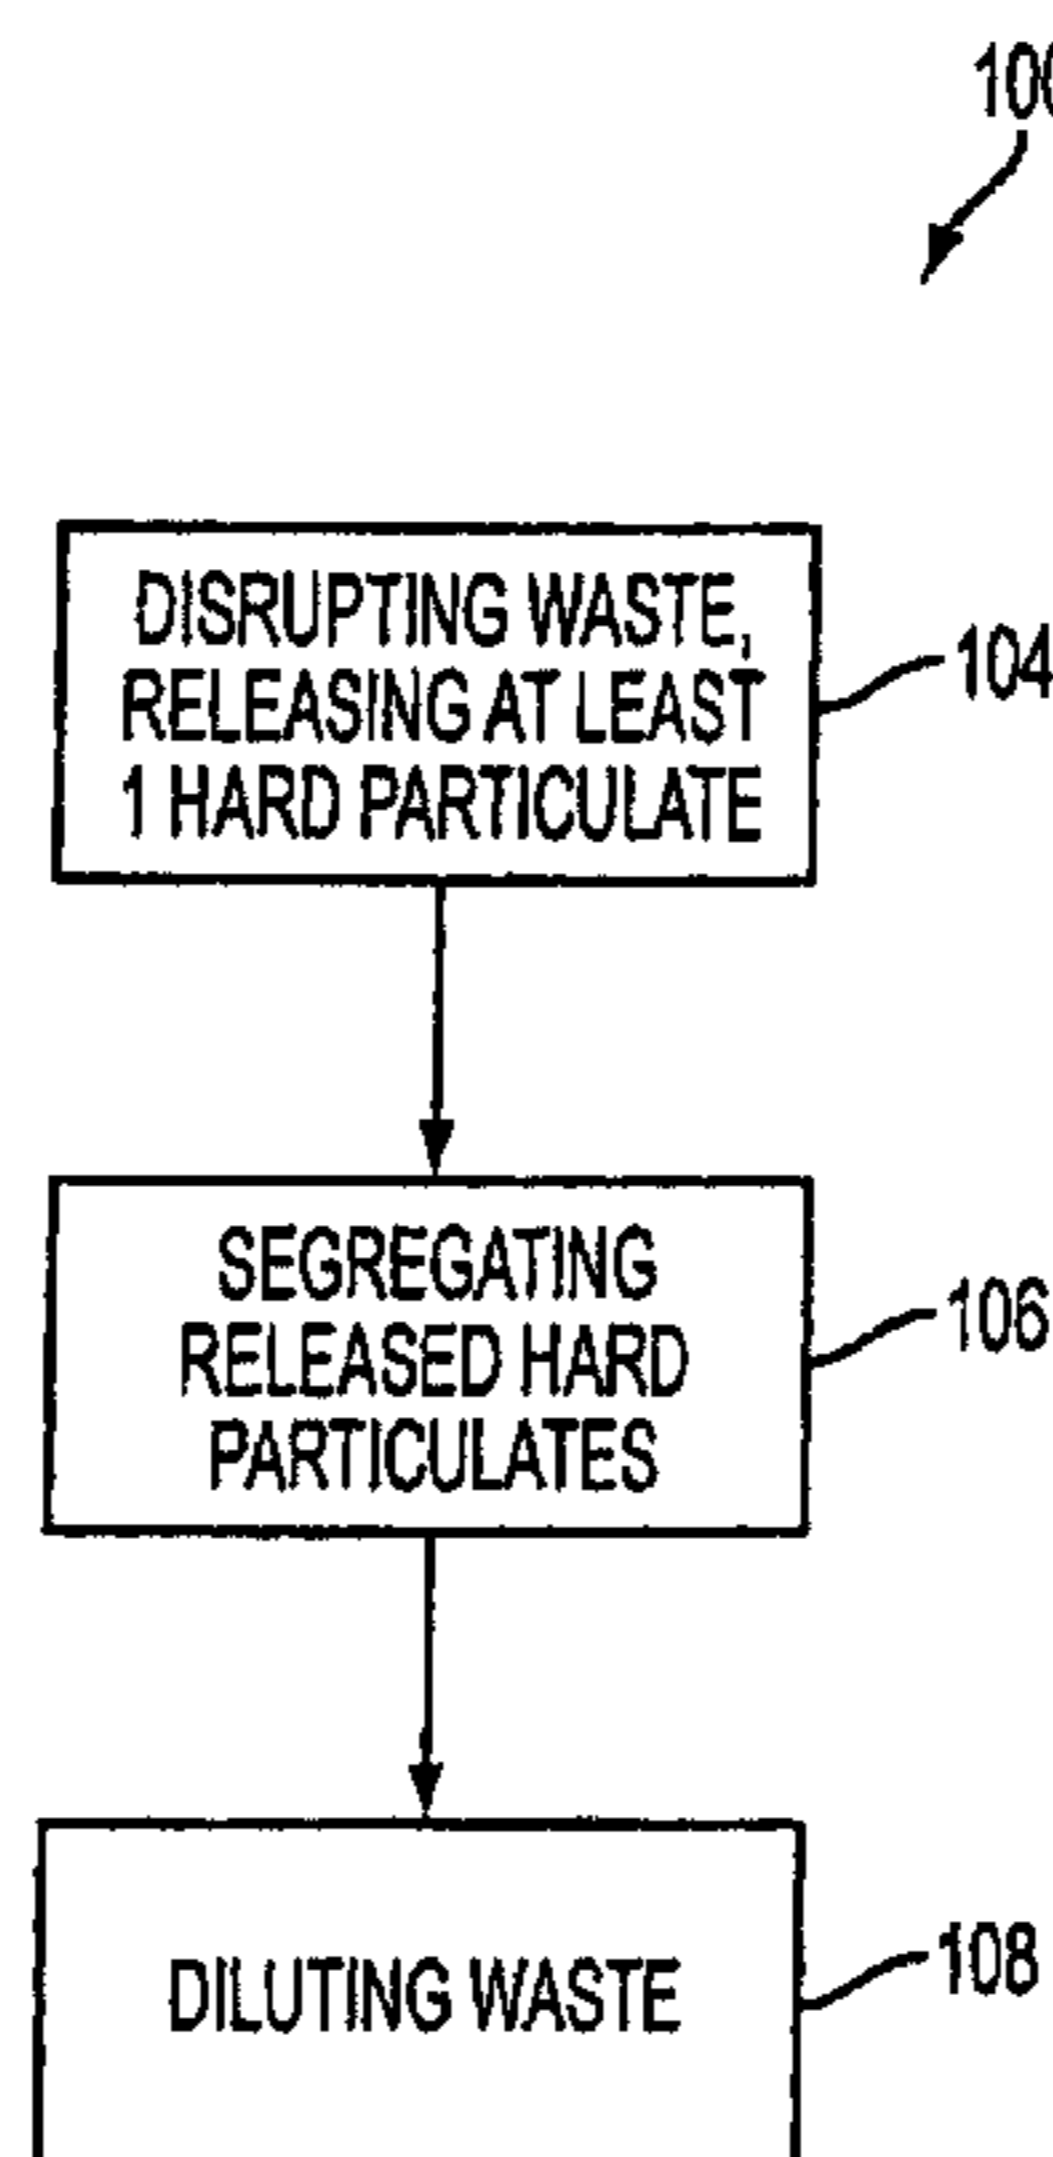 100
DISRUPTING WASTE,
RELEASING AT LEAST
1 HARD PARTICULATE
104
SEGREGATING
RELEASED HARD
PARTICULATES
106
DILUTING WASTE
108